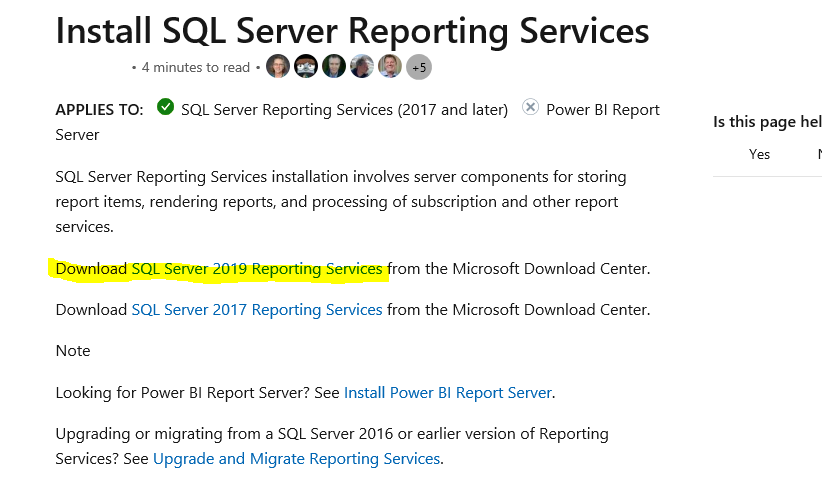 Install SQL Server Reporting Services
• 4 minutes to read • +5
APPLIES TO: SQL Server Reporting Services (2017 and later) Power BI Report
Server
Is this page hel
Yes N
SQL Server Reporting Services installation involves server components for storing
report items, rendering reports, and processing of subscription and other report
services.
Download SQL Server 2019 Reporting Services from the Microsoft Download Center.
Download SQL Server 2017 Reporting Services from the Microsoft Download Center.
Note
Looking for Power BI Report Server? See Install Power BI Report Server.
Upgrading or migrating from a SQL Server 2016 or earlier version of Reporting
Services? See Upgrade and Migrate Reporting Services.